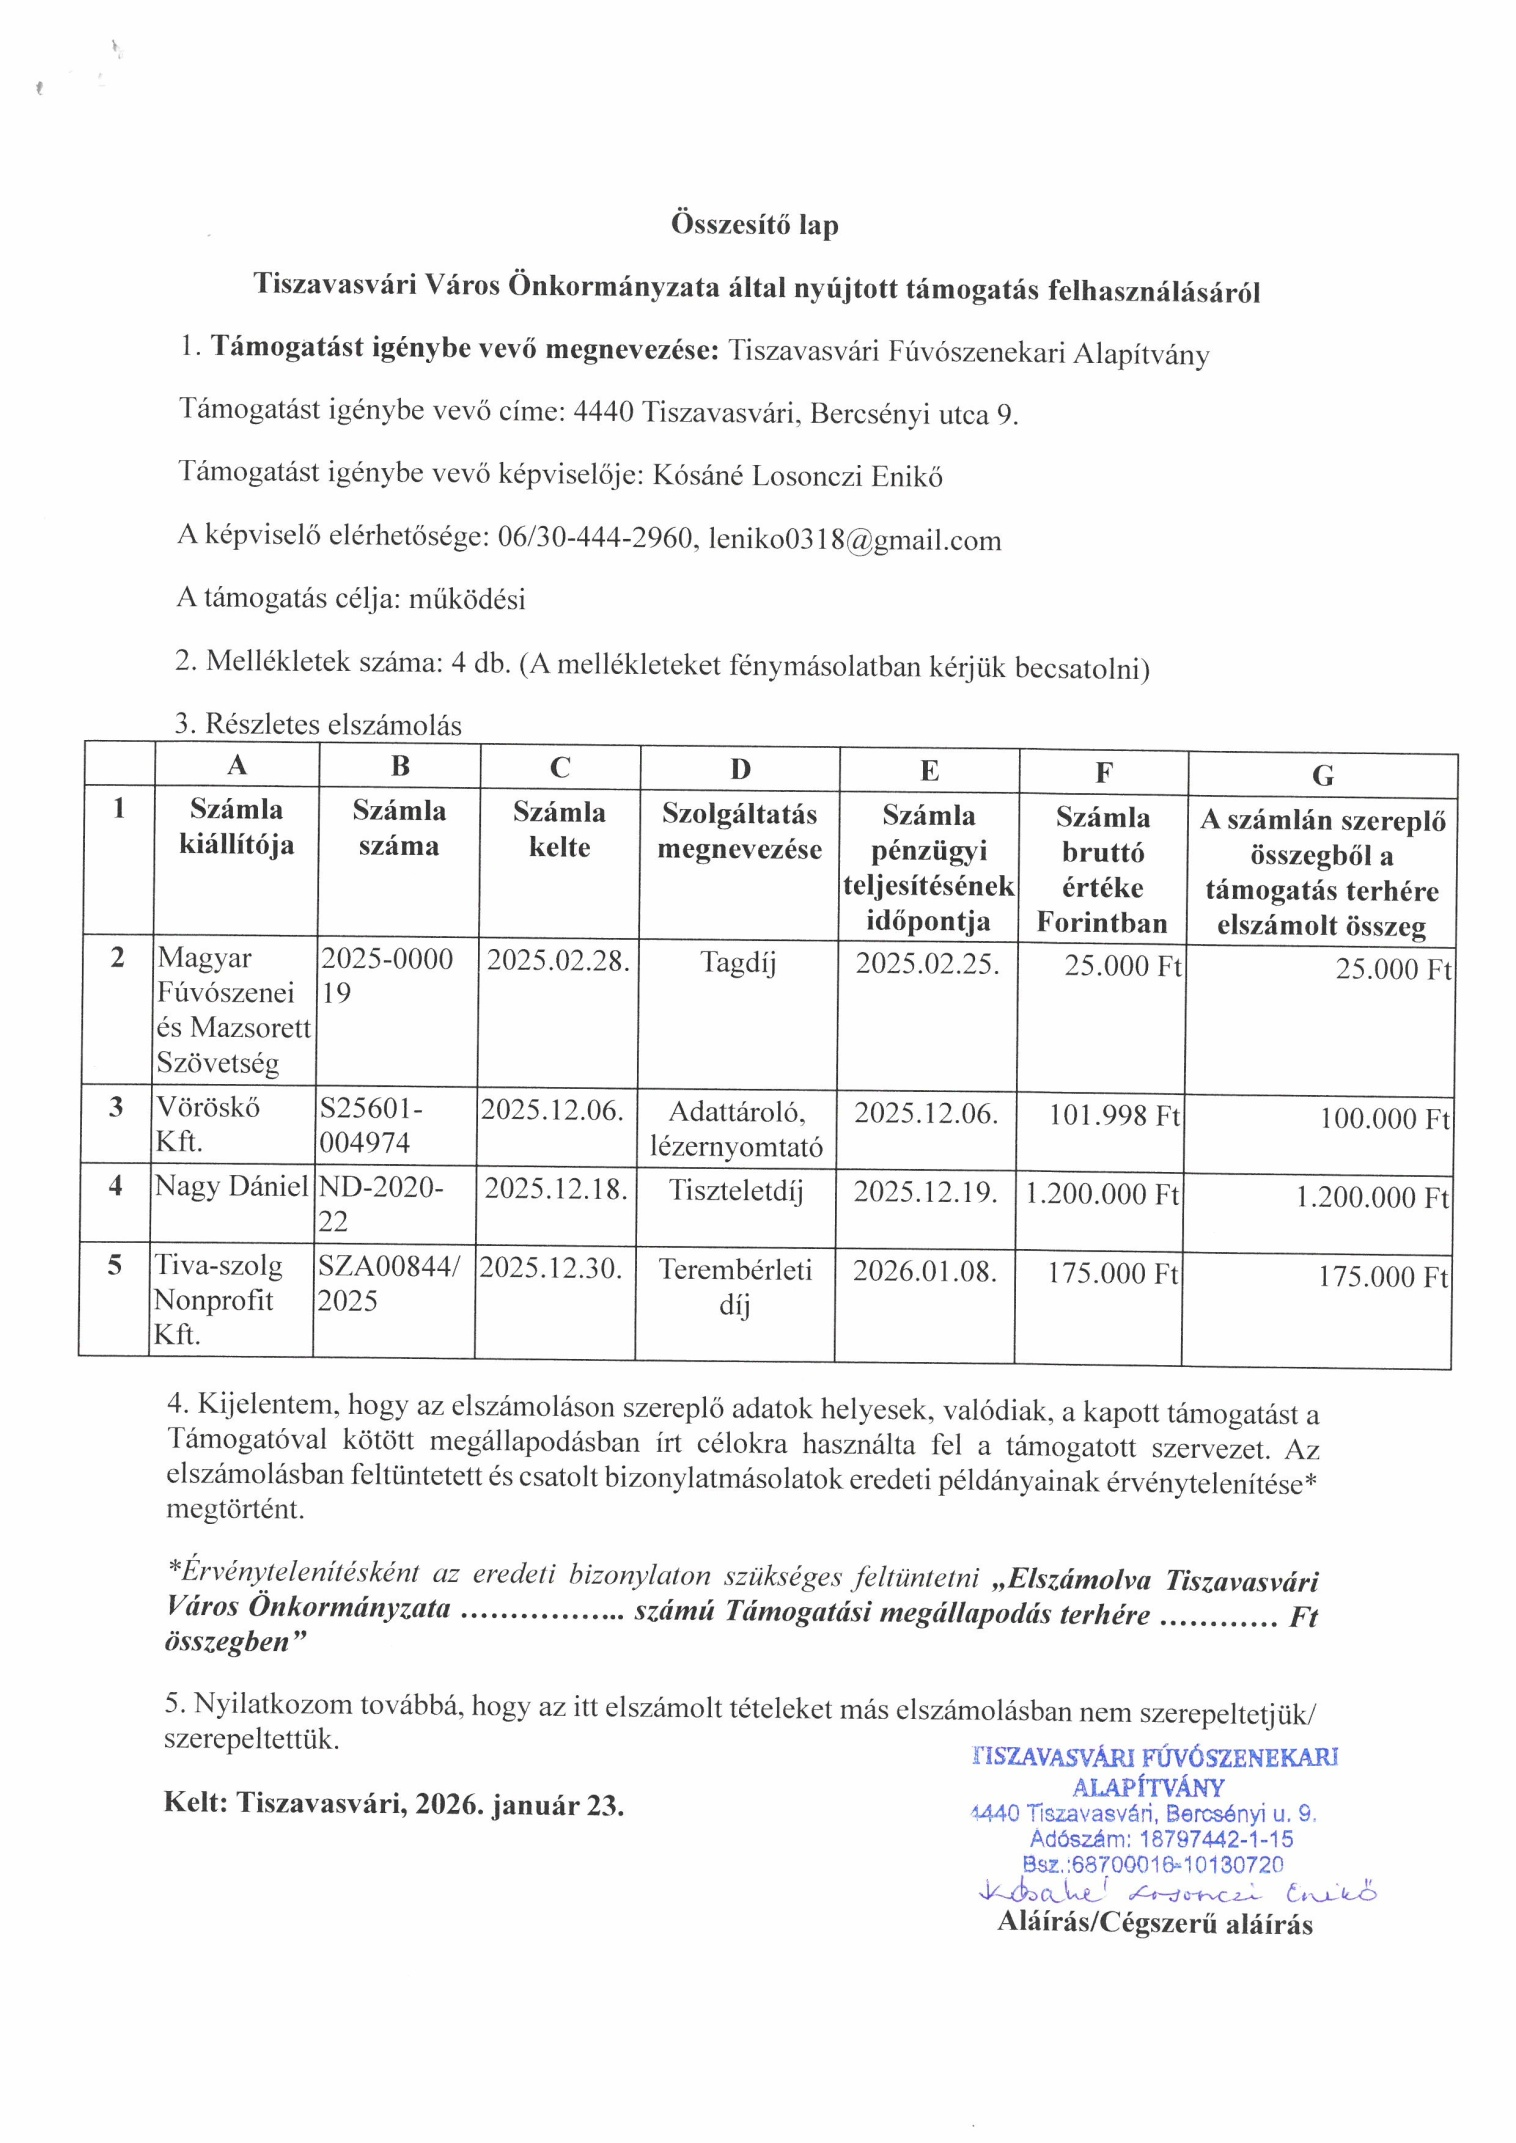 Összesítő lap
Tiszavasvári Város Önkormányzata által nyújtott támogatás felhasználásáról
1. Támogatást igénybe vevő megnevezése: Tiszavasvári Fúvószenekari Alapítvány
Támogatást igénybe vevő címe: 4440 Tiszavasvári, Bercsényi utca 9.
Támogatást igénybe vevő képviselője: Kósáné Losonczi Enikő
A képviselő elérhetősége: 06/30-444-2960, leniko0318@gmail.com
A támogatás célja: működési
2. Mellékletek száma: 4 db. (A mellékleteket fénymásolatban kérjük becsatolni)
3. Részletes elszámolás
A B C D E F G
1 Számla Számla Számla Szolgáltatás Számla Számla A számlán szereplő
kiállítója száma kelte megnevezése pénzügyi bruttó összegből a
teljesítésének értéke támogatás terhére
időpontja Forintban elszámolt összeg
2 Magyar 2025-0000 2025.02.28. Tagdíj 2025.02.25. 25.000 Ft 25.000 Ft
Fúvószenei 19
és Mazsorett
Szövetség
3 Vöröskő S25601- 2025.12.06. Adattároló, 2025.12.06. 101.998 Ft 100.000 Ft
Kft. 004974 lézernyomtató
4 Nagy Dániel ND-2020- 2025.12.18. Tiszteletdíj 2025.12.19. 1.200.000 Ft 1.200.000 Ft
22
5 Tiva-szolg SZA00844/ 2025.12.30. Terembérleti 2026.01.08. 175.000 Ft 175.000 Ft
Nonprofit 2025 díj
Kft.
4. Kijelentem, hogy az elszámoláson szereplő adatok helyesek, valódiak, a kapott támogatást a
Támogatóval kötött megállapodásban írt célokra használta fel a támogatott szervezet. Az
elszámolásban feltüntetett és csatolt bizonylatmásolatok eredeti példányainak érvénytelenítése*
megtörtént.
*Érvénytelenítésként az eredeti bizonylaton szükséges feltüntetni „Elszámolva Tiszavasvári
Város Önkormányzata ................ számú Támogatási megállapodás terhére ............ Ft
összegben”
5. Nyilatkozom továbbá, hogy az itt elszámolt tételeket más elszámolásban nem szerepeltetjük/
szerepeltettük.
TISZAVASVÁRI FÚVÓSZENEKARI
ALAPÍTVÁNY
Kelt: Tiszavasvári, 2026. január 23.
4440 Tiszavasvári, Bercsényi u. 9.
Adószám: 18797442-1-15
Bsz.:68700016-10130720
Kósáné Losonczi Enikő
Aláírás/Cégszerű aláírás